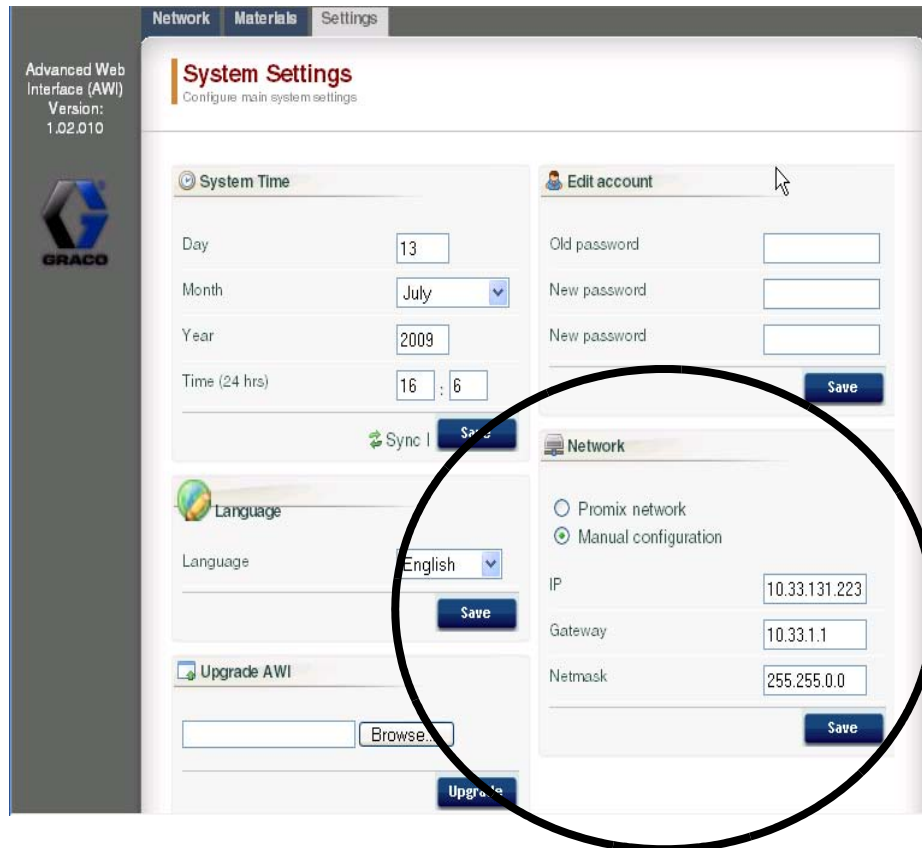 Network Materials Settings
Advanced Web
Interface (AWI)
Version:
1.02.010
GRACO
System Settings
Configure main system settings
System Time
Day 13
Month July
Year 2009
Time (24 hrs) 16 : 6
Sync | Save
Language
Language English
Save
Upgrade AWI
Browse...
Upgrade
Edit account
Old password
New password
New password
Save
Network
Promix network
Manual configuration
IP 10.33.131.223
Gateway 10.33.1.1
Netmask 255.255.0.0
Save